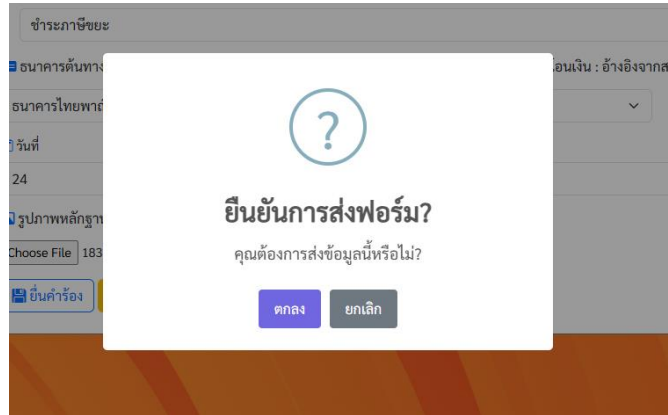 ชำระภาษีขยะ
ธนาคารต้นทาง
อนเงิน : อ้างอิงจากส
ธนาคารไทยพาณ
วันที่
24
?
รูปภาพหลักฐาน
ยืนยันการส่งฟอร์ม?
Choose File 183
คุณต้องการส่งข้อมูลนี้หรือไม่?
ยื่นคำร้อง
ตกลง ยกเลิก